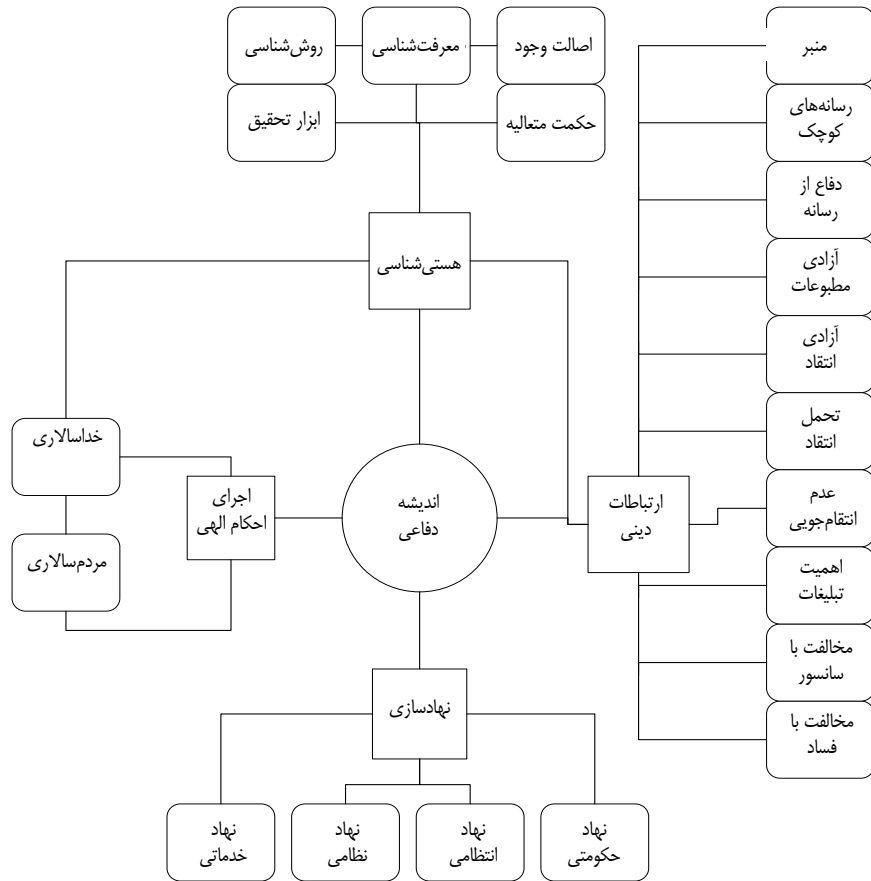 منبر
اصالت وجود
معرفت‌شناسی
روش‌شناسی
رسانه‌های
کوچک
حکمت متعالیه
ابزار تحقیق
دفاع از
رسانه
هستی‌شناسی
آزادی
مطبوعات
آزادی
انتقاد
تحمل
انتقاد
خداسالاری
اجرای
احکام الهی
اندیشه
دفاعی
ارتباطات
دینی
عدم
انتقام‌جویی
مردم‌سالاری
اهمیت
تبلیغات
مخالفت با
سانسور
نهادسازی
مخالفت با
فساد
نهاد
حکومتی
نهاد
انتظامی
نهاد
نظامی
نهاد
خدماتی